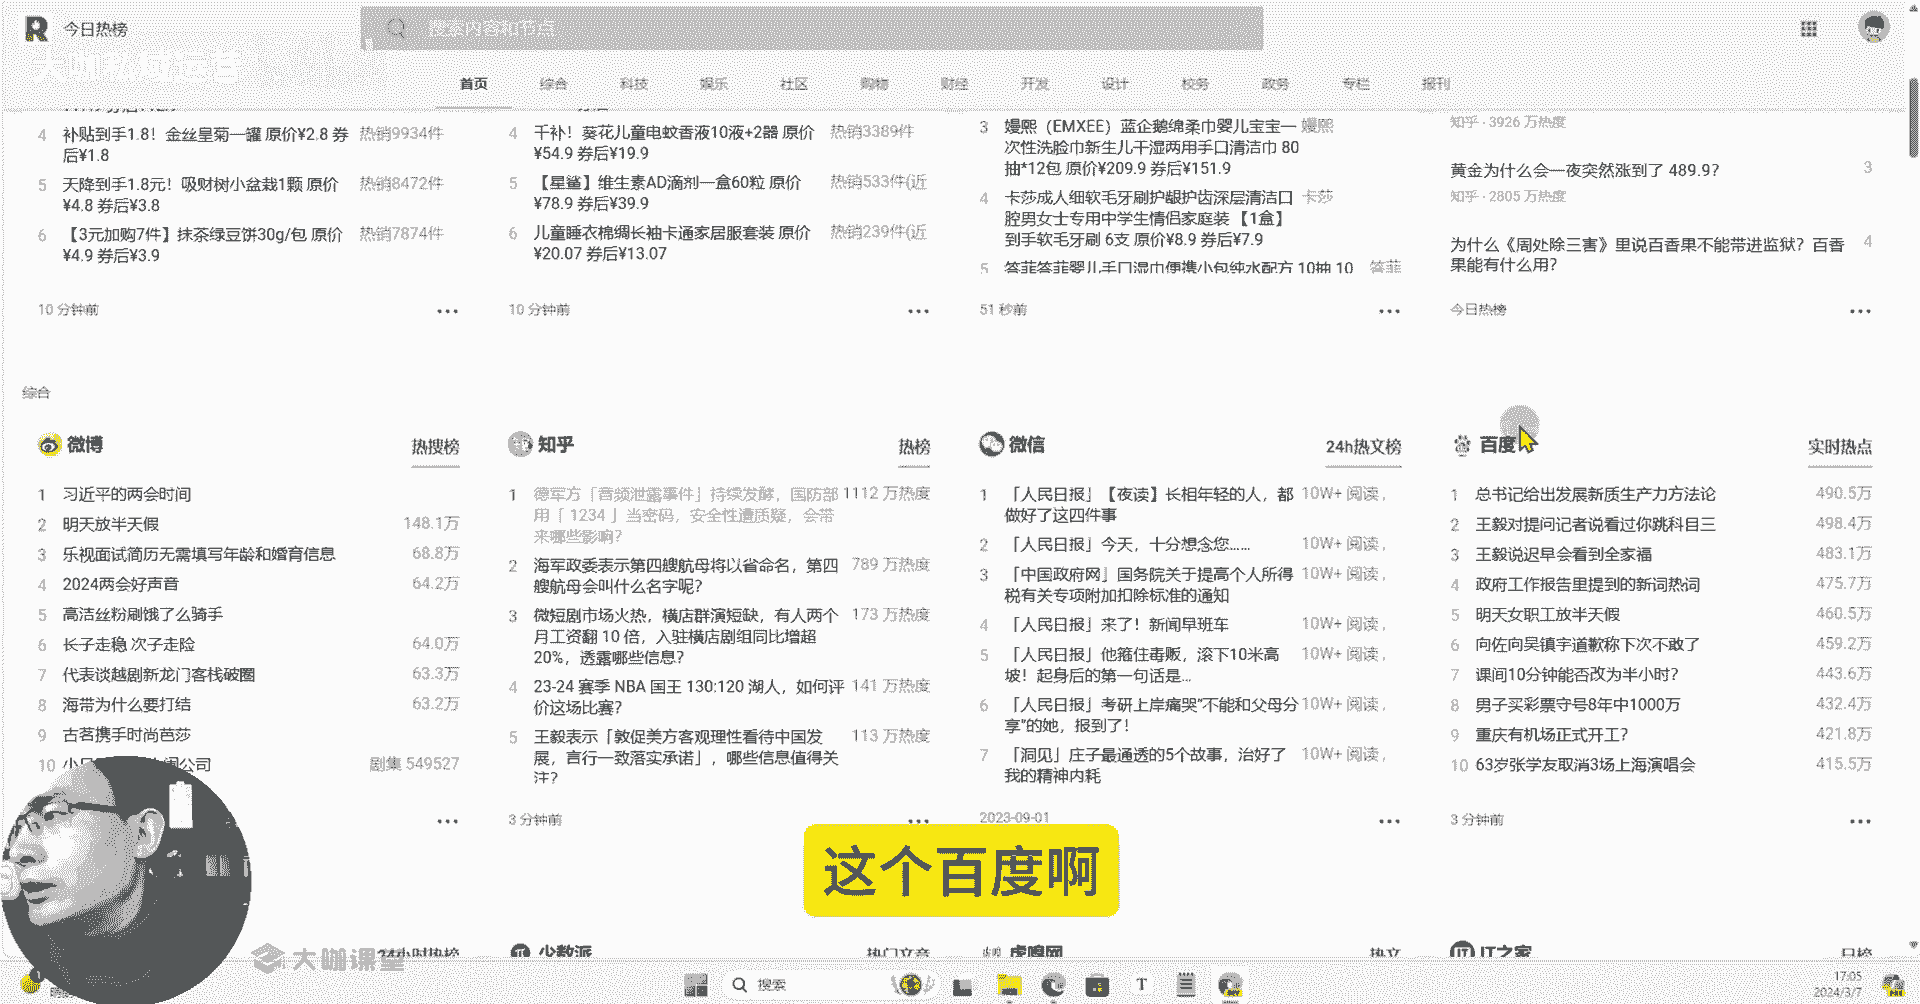 今日热榜
搜索内容和节点
大咖私域运营
首页 综合 科技 娱乐 社区 购物 财经 开发 设计 校务 政务 专栏 报刊
4 补贴到手1.8！金丝皇菊一罐 原价¥2.8 券 热销9934件
后¥1.8
5 天降到手1.8元！吸财树小盆栽1颗 原价 热销8472件
¥4.8 券后¥3.8
6 【3元加购7件】抹茶绿豆饼30g/包 原价 热销7874件
¥4.9 券后¥3.9
10 分钟前
4 千补！葵花儿童电蚊香液10液+2器 原价 热销3389件
¥54.9 券后¥19.9
5 【星鲨】维生素AD滴剂一盒60粒 原价 热销533件(近
¥78.9 券后¥39.9
6 儿童睡衣棉绸长袖卡通家居服套装 原价 热销239件(近
¥20.07 券后¥13.07
10 分钟前
3 嫚熙（EMXEE）蓝企鹅绵柔巾婴儿宝宝一 嫚熙
次性洗脸巾新生儿干湿两用手口清洁巾 80
抽*12包 原价¥209.9 券后¥151.9
4 卡莎成人细软毛牙刷护龈护齿深层清洁口 卡莎
腔男女士专用中学生情侣家庭装 【1盒】
到手软毛牙刷 6支 原价¥8.9 券后¥7.9
5 答菲答菲婴儿手口湿巾便携小包纯水配方 10抽 10 答菲
51 秒前
知乎 · 3926 万热度
黄金为什么会一夜突然涨到了 489.9？ 3
知乎 · 2805 万热度
为什么《周处除三害》里说百香果不能带进监狱？百香 4
果能有什么用？
今日热榜
综合
微博 热搜榜
1 习近平的两会时间
2 明天放半天假 148.1万
3 乐视面试简历无需填写年龄和婚育信息 68.8万
4 2024两会好声音 64.2万
5 高洁丝粉刷饿了么骑手
6 长子走稳 次子走险 64.0万
7 代表谈越剧新龙门客栈破圈 63.3万
8 海带为什么要打结 63.2万
9 古茗携手时尚芭莎
10 公司 剧集 549527
知乎 热榜
1 德军方「音频泄露事件」持续发酵，国防部 1112 万热度
用「 1234 」当密码，安全性遭质疑，会带
来哪些影响？
2 海军政委表示第四艘航母将以省命名，第四 789 万热度
艘航母会叫什么名字呢？
3 微短剧市场火热，横店群演短缺，有人两个 173 万热度
月工资翻 10 倍，入驻横店剧组同比增超
20%，透露哪些信息？
4 23-24 赛季 NBA 国王 130:120 湖人，如何评 141 万热度
价这场比赛？
5 王毅表示「敦促美方客观理性看待中国发 113 万热度
展，言行一致落实承诺」，哪些信息值得关
注？
3 分钟前
微信 24h热文榜
1 「人民日报」【夜读】长相年轻的人，都 10W+ 阅读，
做好了这四件事
2 「人民日报」今天，十分想念您…… 10W+ 阅读，
3 「中国政府网」国务院关于提高个人所得 10W+ 阅读，
税有关专项附加扣除标准的通知
4 「人民日报」来了！新闻早班车 10W+ 阅读，
5 「人民日报」他箍住毒贩，滚下10米高 10W+ 阅读，
坡！起身后的第一句话是...
6 「人民日报」考研上岸痛哭“不能和父母分 10W+ 阅读，
享”的她，报到了！
7 「洞见」庄子最通透的5个故事，治好了 10W+ 阅读，
我的精神内耗
2023-09-01
百度 实时热点
1 总书记给出发展新质生产力方法论 490.5万
2 王毅对提问记者说看过你跳科目三 498.4万
3 王毅说迟早会看到全家福 483.1万
4 政府工作报告里提到的新词热词 475.7万
5 明天女职工放半天假 460.5万
6 向佐向吴镇宇道歉称下次不敢了 459.2万
7 课间10分钟能否改为半小时？ 443.6万
8 男子买彩票守号8年中1000万 432.4万
9 重庆有机场正式开工？ 421.8万
10 63岁张学友取消3场上海演唱会 415.5万
3 分钟前
这个百度啊
大咖课堂
24小时热榜
少数派 热门文章
虎嗅网 热文
IT之家 日榜
搜索
17:05
2024/3/7